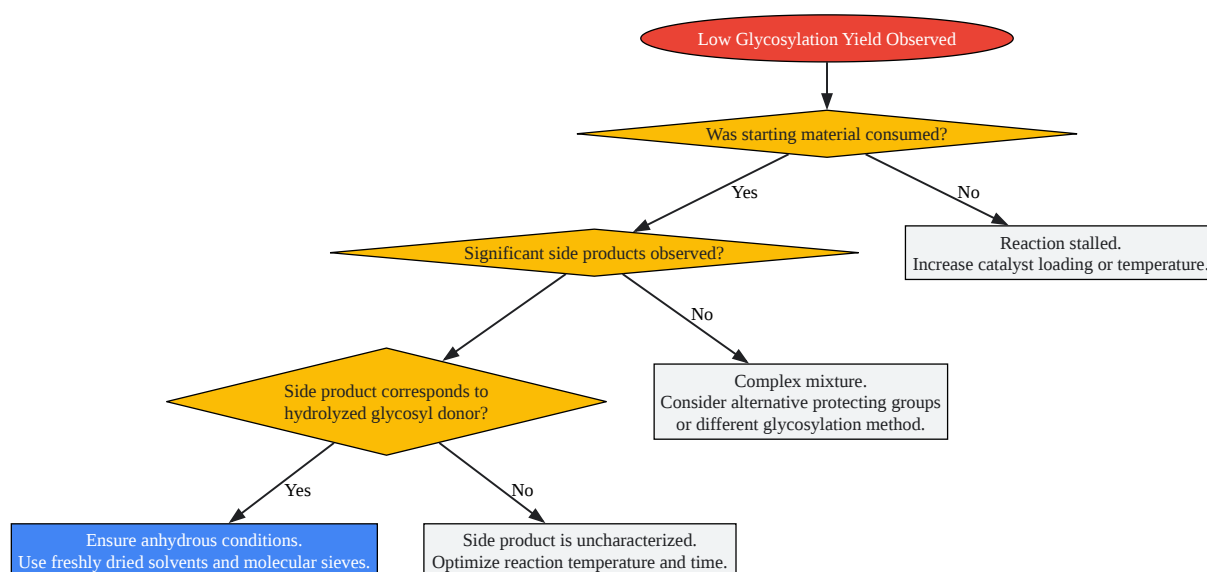 Low Glycosylation Yield Observed
Was starting material consumed?
Yes
No
Significant side products observed?
Reaction stalled.
Increase catalyst loading or temperature.
No
Side product corresponds to
hydrolyzed glycosyl donor?
Complex mixture.
Consider alternative protecting groups
or different glycosylation method.
Yes
No
Ensure anhydrous conditions.
Use freshly dried solvents and molecular sieves.
Side product is uncharacterized.
Optimize reaction temperature and time.